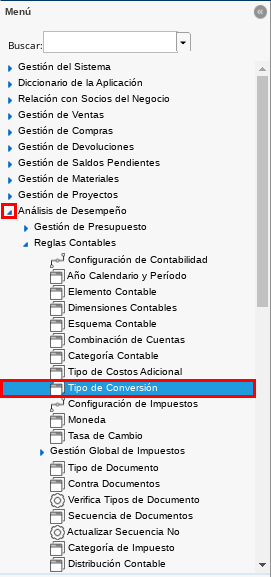 Menú
Buscar:
Gestión del Sistema
Diccionario de la Aplicación
Relación con Socios del Negocio
Gestión de Ventas
Gestión de Compras
Gestión de Devoluciones
Gestión de Saldos Pendientes
Gestión de Materiales
Gestión de Proyectos
Análisis de Desempeño
Gestión de Presupuesto
Reglas Contables
Configuración de Contabilidad
Año Calendario y Período
Elemento Contable
Dimensiones Contables
Esquema Contable
Combinación de Cuentas
Categoría Contable
Tipo de Costos Adicional
Tipo de Conversión
Configuración de Impuestos
Moneda
Tasa de Cambio
Gestión Global de Impuestos
Tipo de Documento
Contra Documentos
Verifica Tipos de Documento
Secuencia de Documentos
Actualizar Secuencia No
Categoría de Impuesto
Distribución Contable